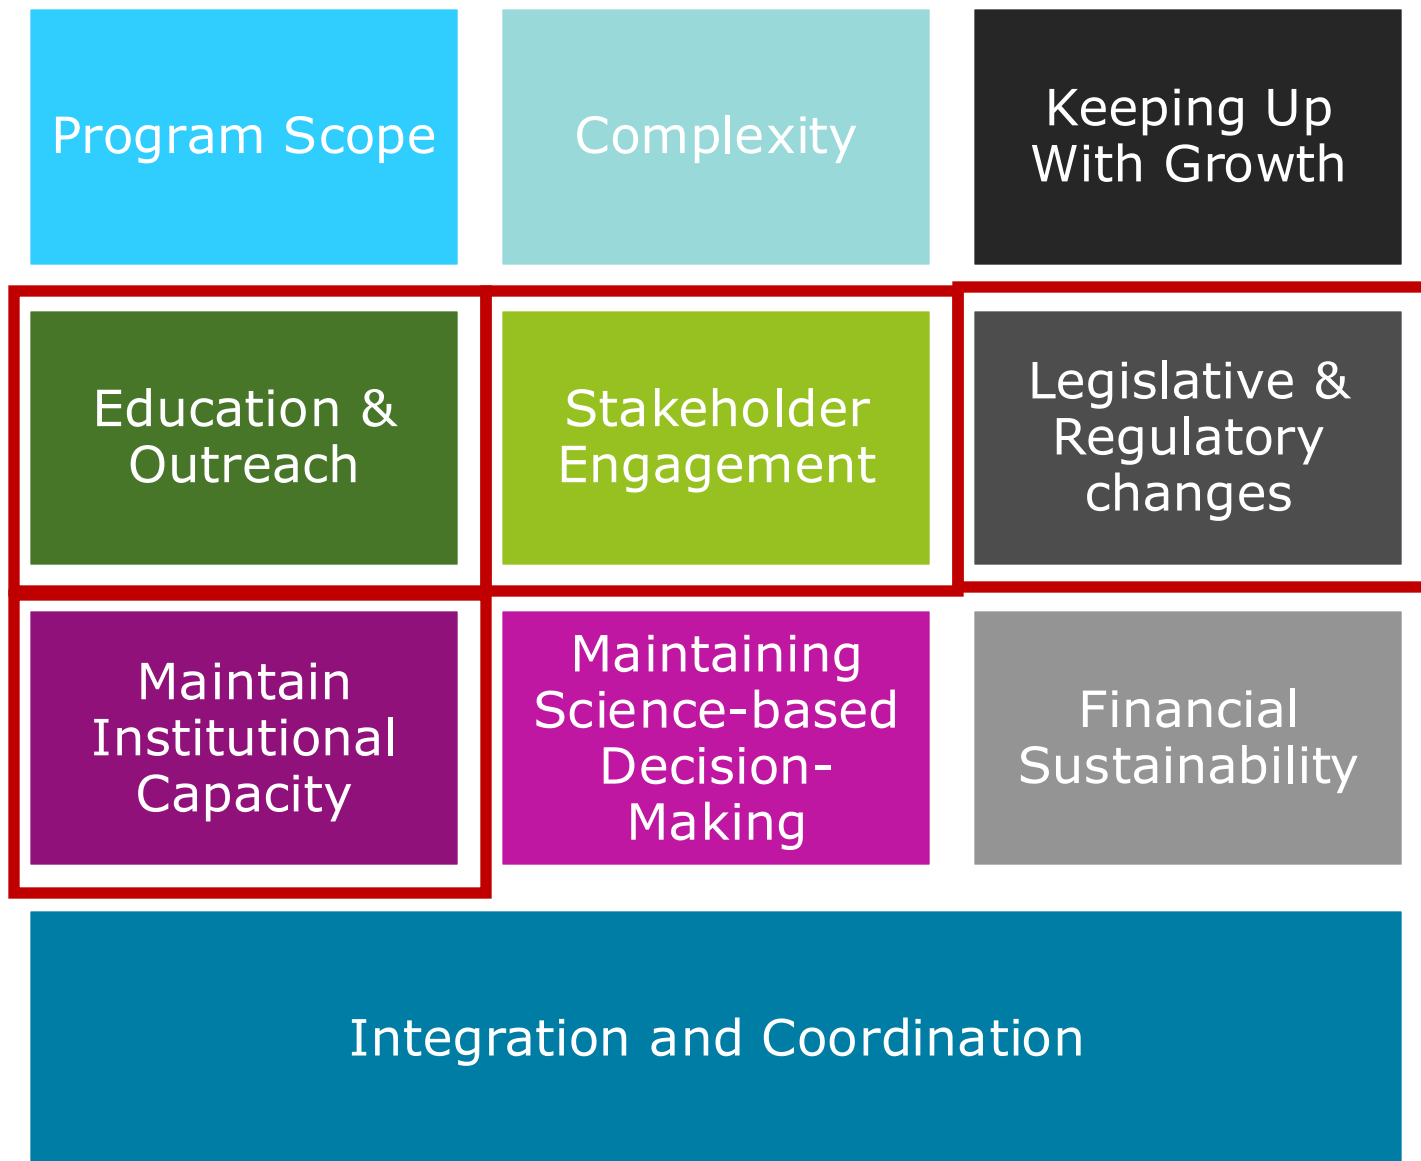 Program Scope
Complexity
Keeping Up
With Growth
Education &
Outreach
Stakeholder
Engagement
Legislative &
Regulatory
changes
Maintain
Institutional
Capacity
Maintaining
Science-based
Decision-
Making
Financial
Sustainability
Integration and Coordination